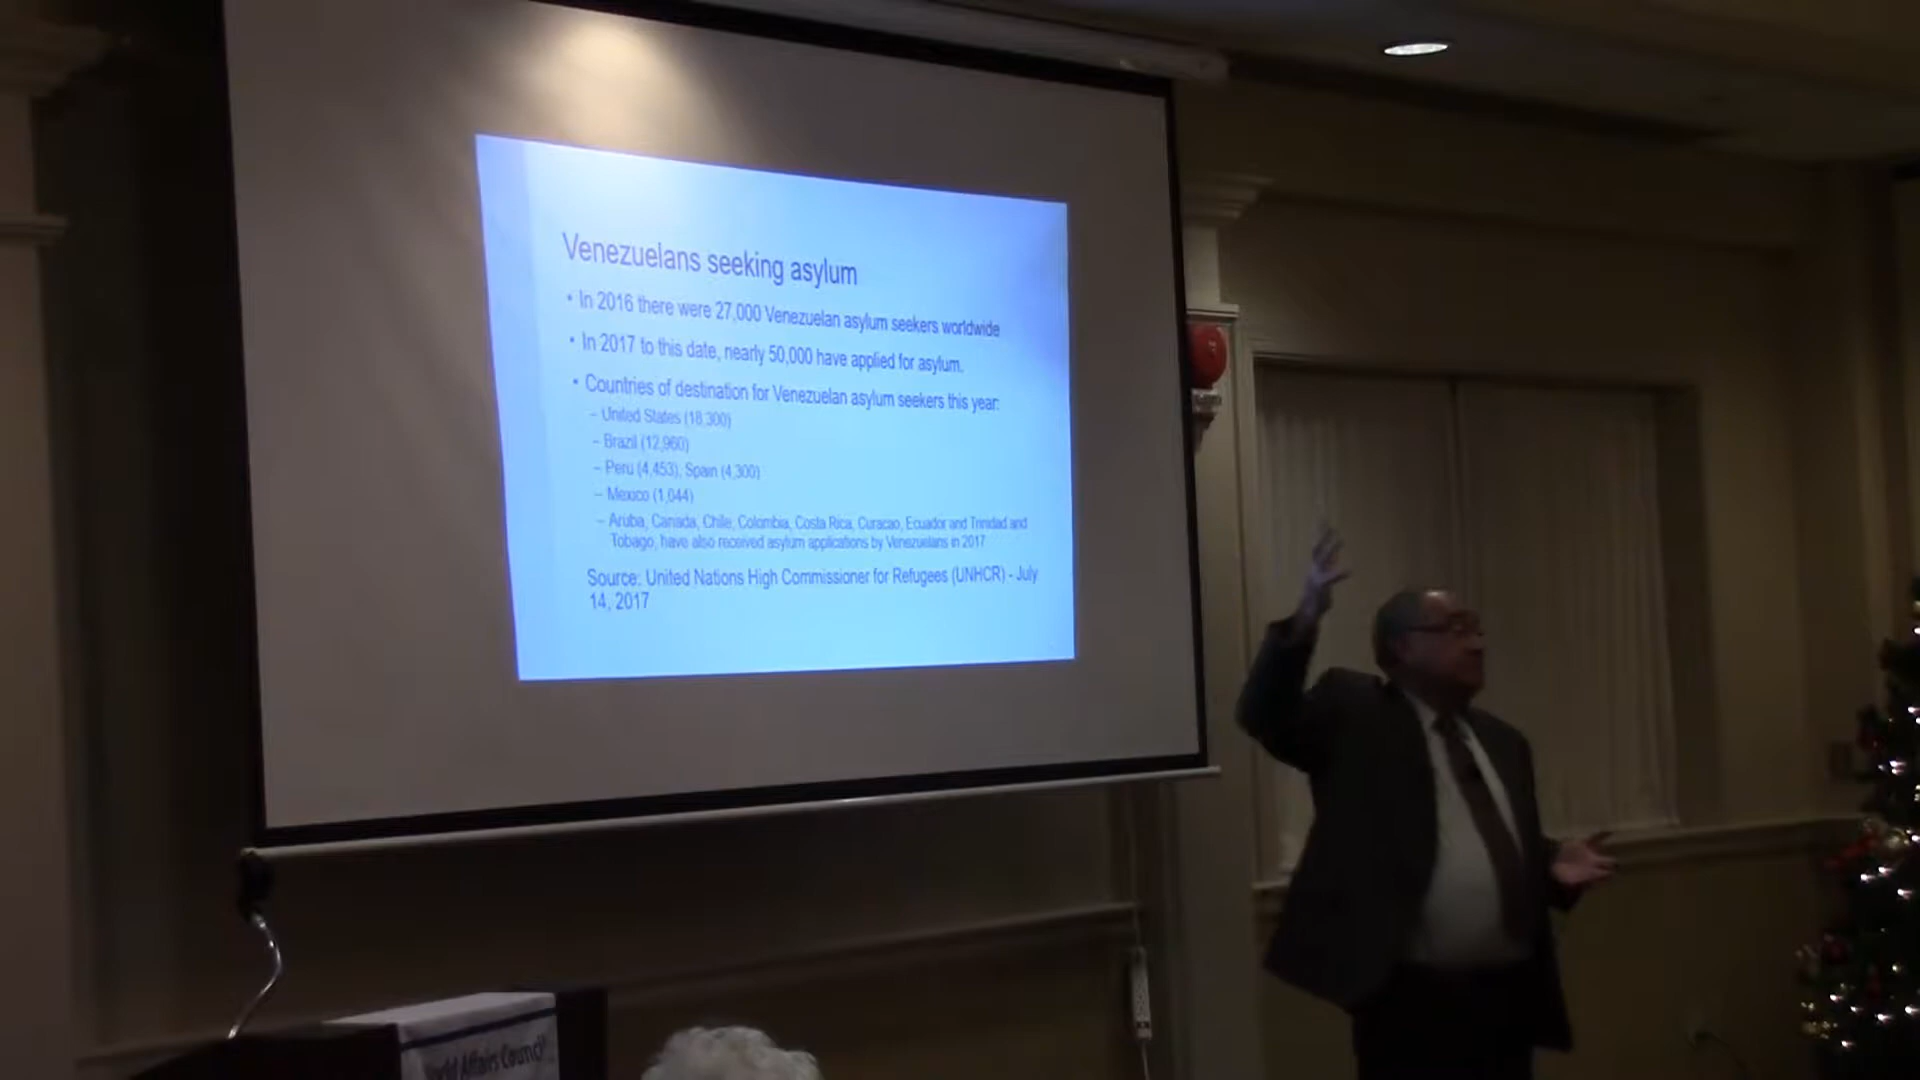 Venezuelans seeking asylum
• In 2016 there were 27,000 Venezuelan asylum seekers worldwide
• In 2017 to this date, nearly 50,000 have applied for asylum.
• Countries of destination for Venezuelan asylum seekers this year:
– United States (18,300)
– Brazil (12,960)
– Peru (4,453), Spain (4,300)
– Mexico (1,044)
– Aruba, Canada, Chile, Colombia, Costa Rica, Curacao, Ecuador and Trinidad and
Tobago, have also received asylum applications by Venezuelans in 2017
Source: United Nations High Commissioner for Refugees (UNHCR) - July
14, 2017
Affairs Council